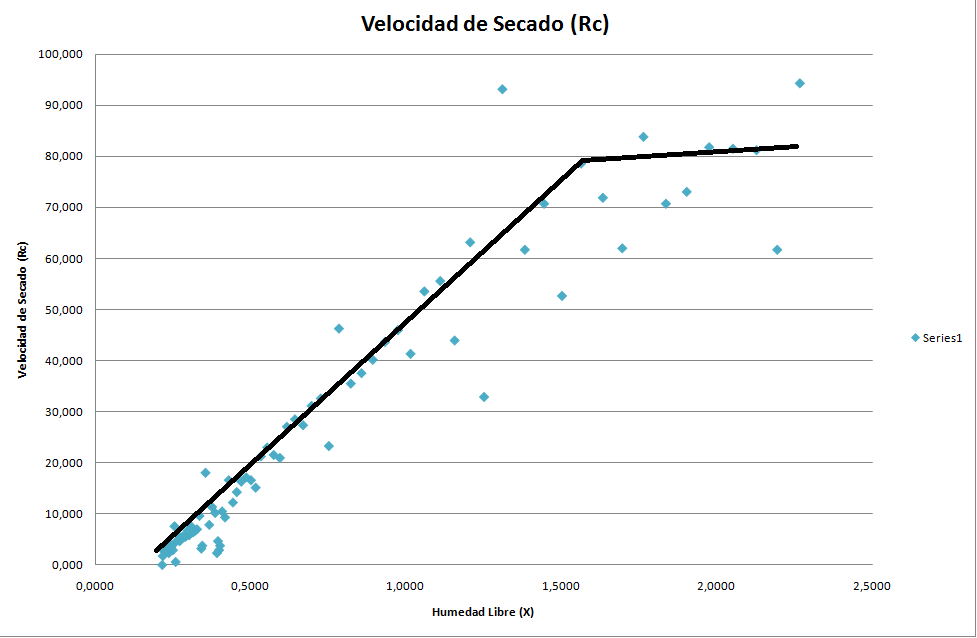 Velocidad de Secado (Rc)
100,000
90,000
80,000
70,000
60,000
50,000
40,000
30,000
20,000
10,000
0,000
Velocidad de Secado (Rc)
0,0000 0,5000 1,0000 1,5000 2,0000 2,5000
Humedad Libre (X)
Series1